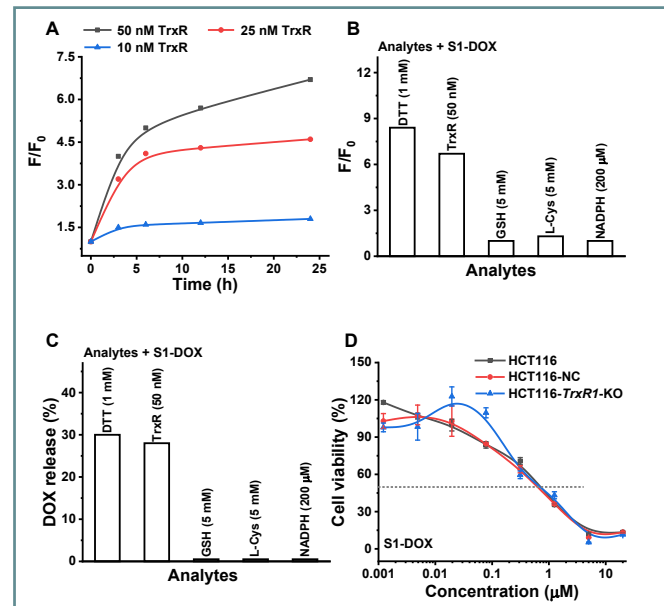 A
50 nM TrxR
25 nM TrxR
10 nM TrxR
F/F0
7.5
6.0
4.5
3.0
1.5
0
5
10
15
20
25
Time (h)
B
Analytes + S1-DOX
F/F0
12
9
6
3
0
DTT (1 mM)
TrxR (50 nM)
GSH (5 mM)
L-Cys (5 mM)
NADPH (200 µM)
Analytes
C
Analytes + S1-DOX
DOX release (%)
40
30
20
10
0
DTT (1 mM)
TrxR (50 nM)
GSH (5 mM)
L-Cys (5 mM)
NADPH (200 µM)
Analytes
D
HCT116
HCT116-NC
HCT116-TrxR1-KO
Cell viability (%)
150
120
90
60
30
0
S1-DOX
0.001
0.01
0.1
1
10
Concentration (µM)